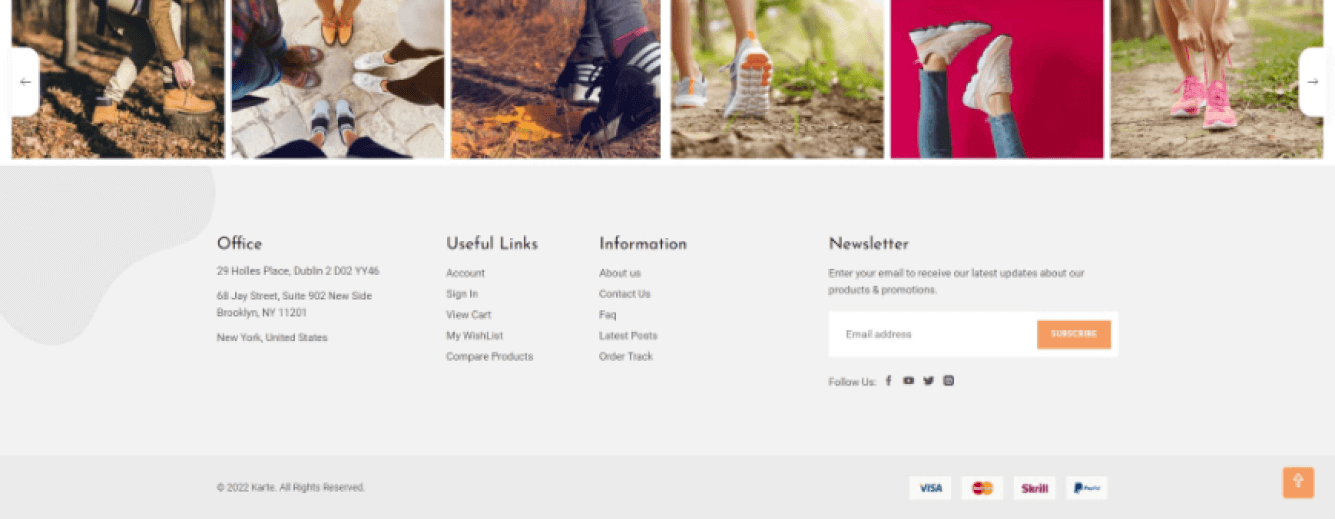 Office
29 Holles Place, Dublin 2 D02 YY46
68 Jay Street, Suite 902 New Side
Brooklyn, NY 11201
New York, United States
Useful Links
Account
Sign In
View Cart
My WishList
Compare Products
Information
About us
Contact Us
Faq
Latest Posts
Order Track
Newsletter
Enter your email to receive our latest updates about our
products & promotions.
Email address
SUBSCRIBE
Follow Us:
© 2022 Karte. All Rights Reserved.
VISA
Skrill
PayPal